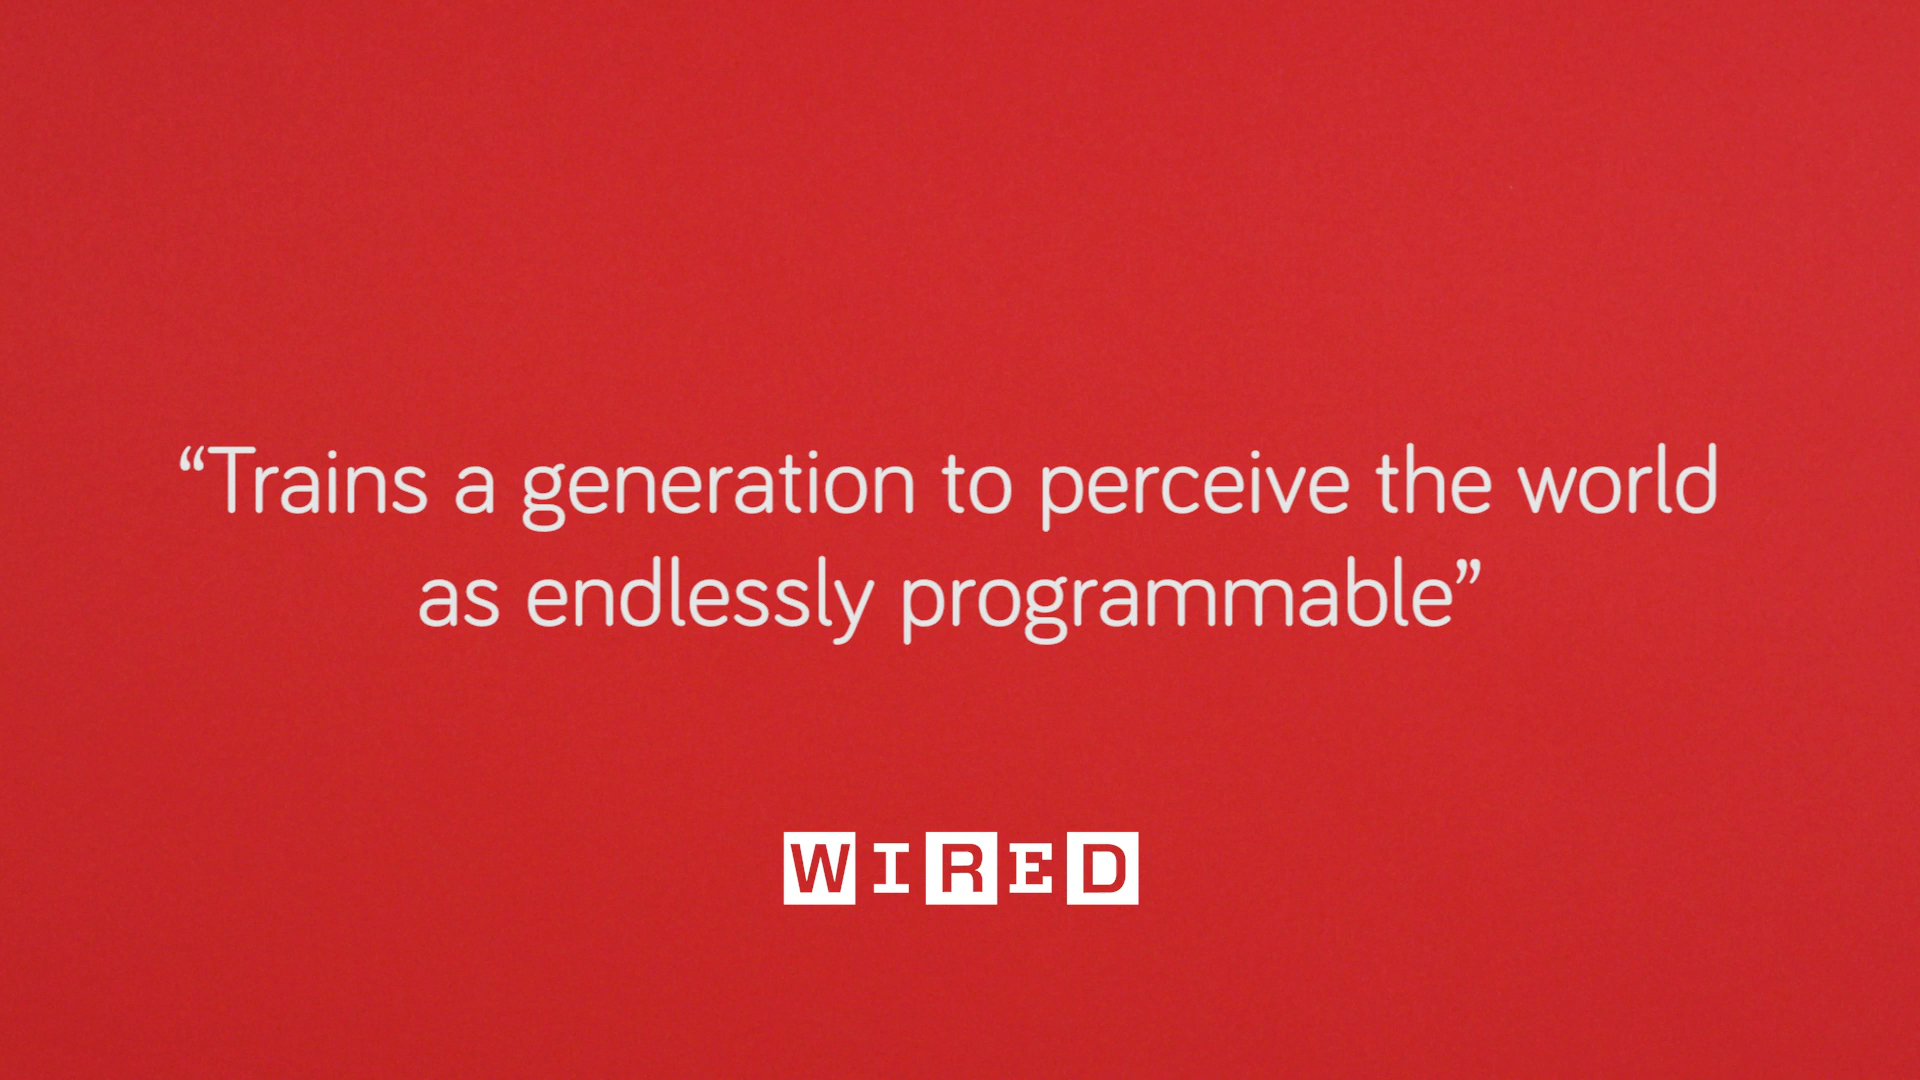 “Trains a generation to perceive the world
as endlessly programmable”
WIRED